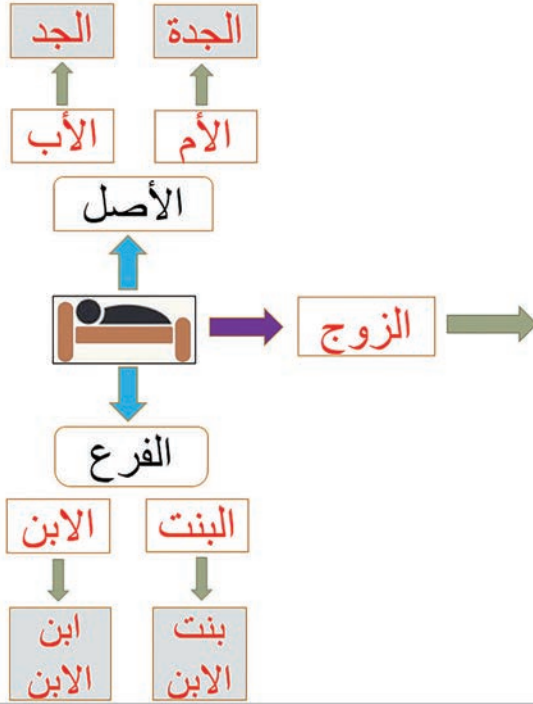 الجدة
الجد
الأم
الأب
الأصل
الزوج
الفرع
البنت
الابن
بنت
الابن
ابن
الابن